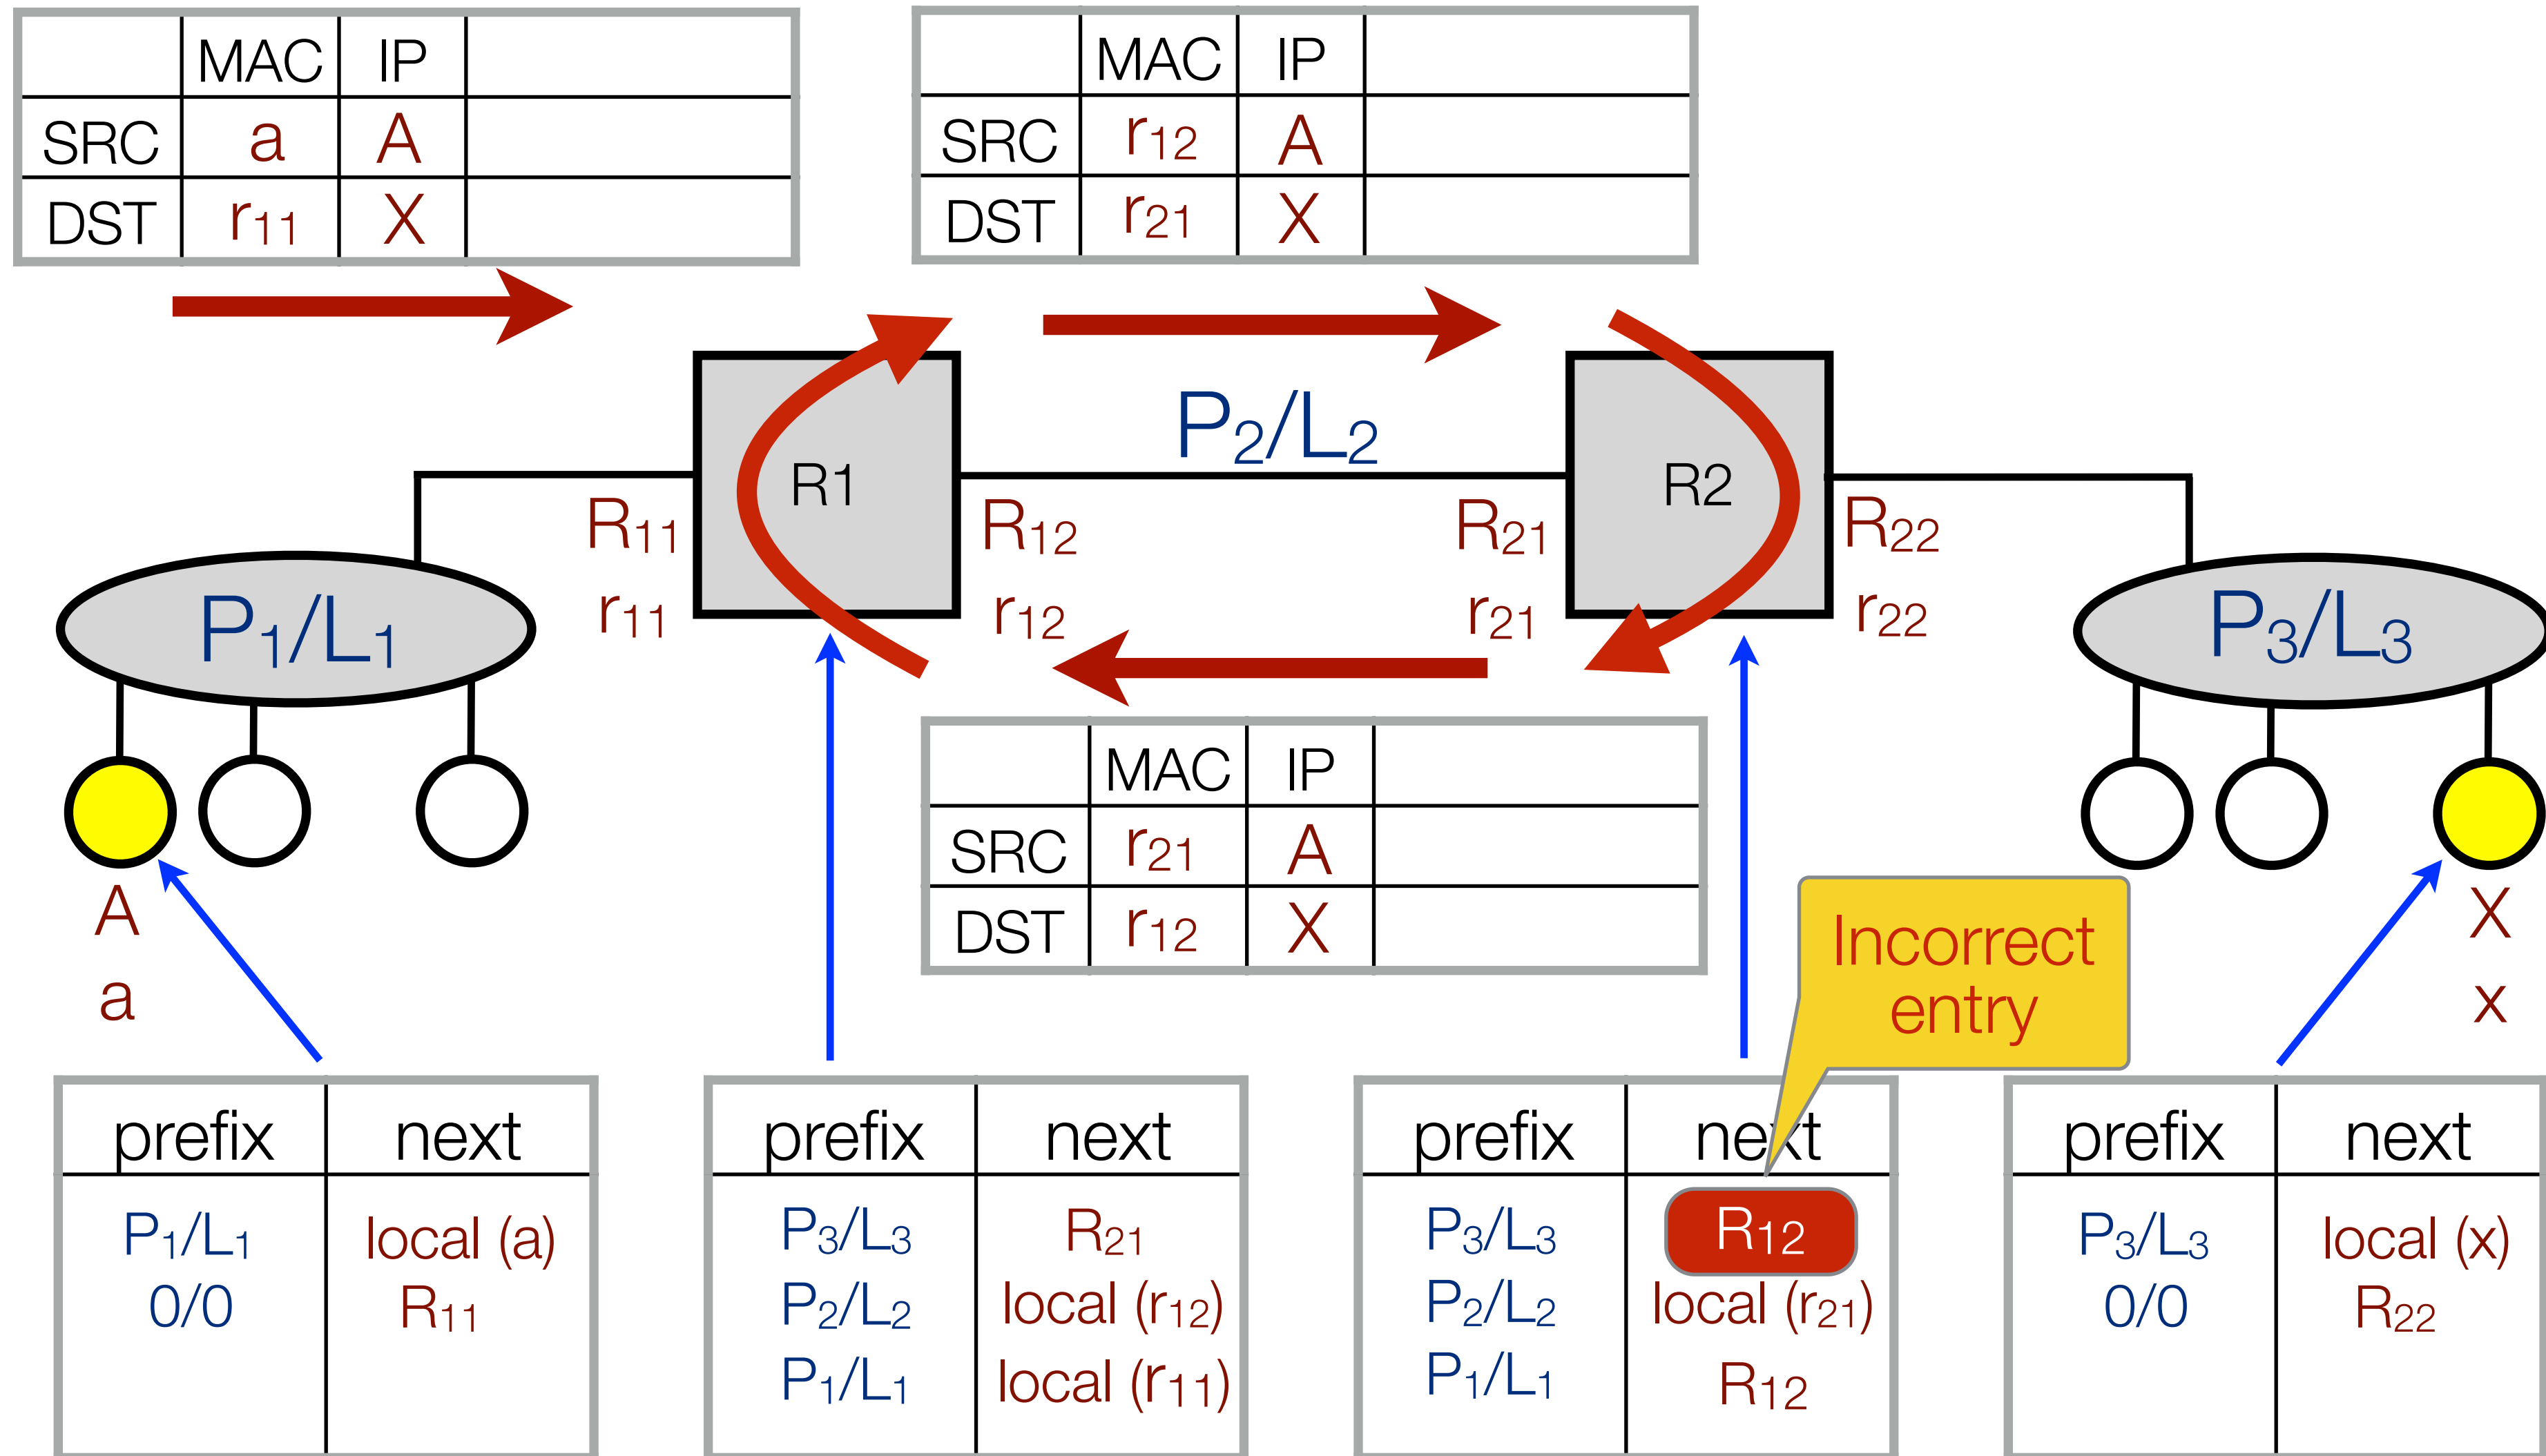 MAC IP
SRC a A
DST r11 X
MAC IP
SRC r12 A
DST r21 X
P2/L2
R1
R2
R11
r11
R12
r12
R21
r21
R22
r22
P1/L1
P3/L3
MAC IP
SRC r21 A
DST r12 X
A
a
X
x
Incorrect
entry
prefix next
P1/L1 local (a)
0/0 R11
prefix next
P3/L3 R21
P2/L2 local (r12)
P1/L1 local (r11)
prefix next
P3/L3 R12
P2/L2 local (r21)
P1/L1 R12
prefix next
P3/L3 local (x)
0/0 R22